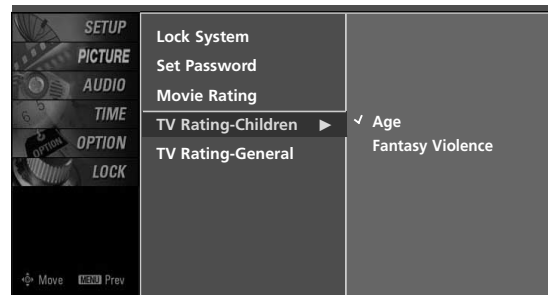 SETUP
PICTURE
AUDIO
TIME
OPTION
LOCK
Move MENU Prev
Lock System
Set Password
Movie Rating
TV Rating-Children ▶
TV Rating-General
✓ Age
Fantasy Violence